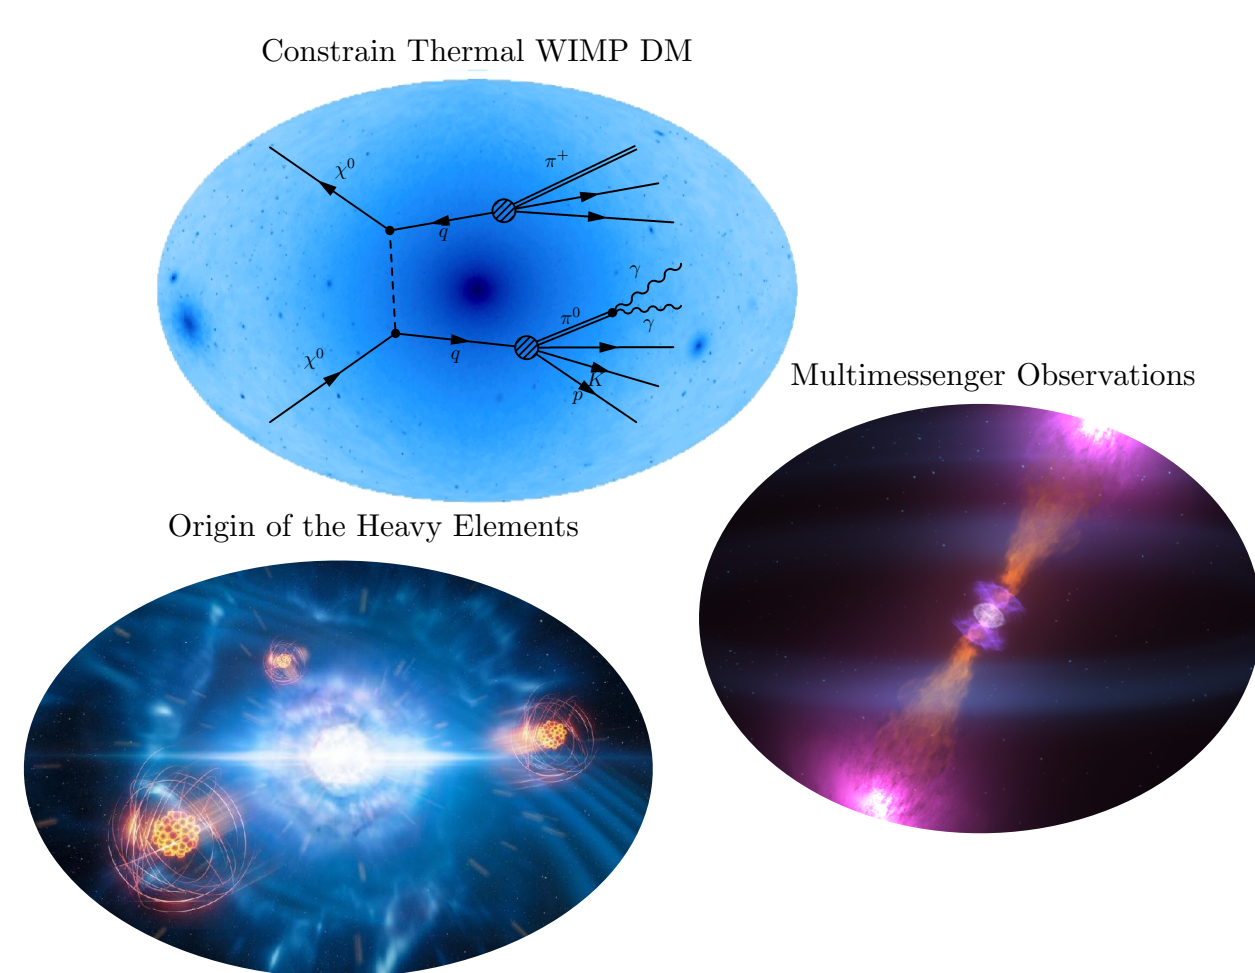 Constrain Thermal WIMP DM
χ⁰
π⁺
q
γ
π⁰
γ
χ⁰
q
K
p
Multimessenger Observations
Origin of the Heavy Elements